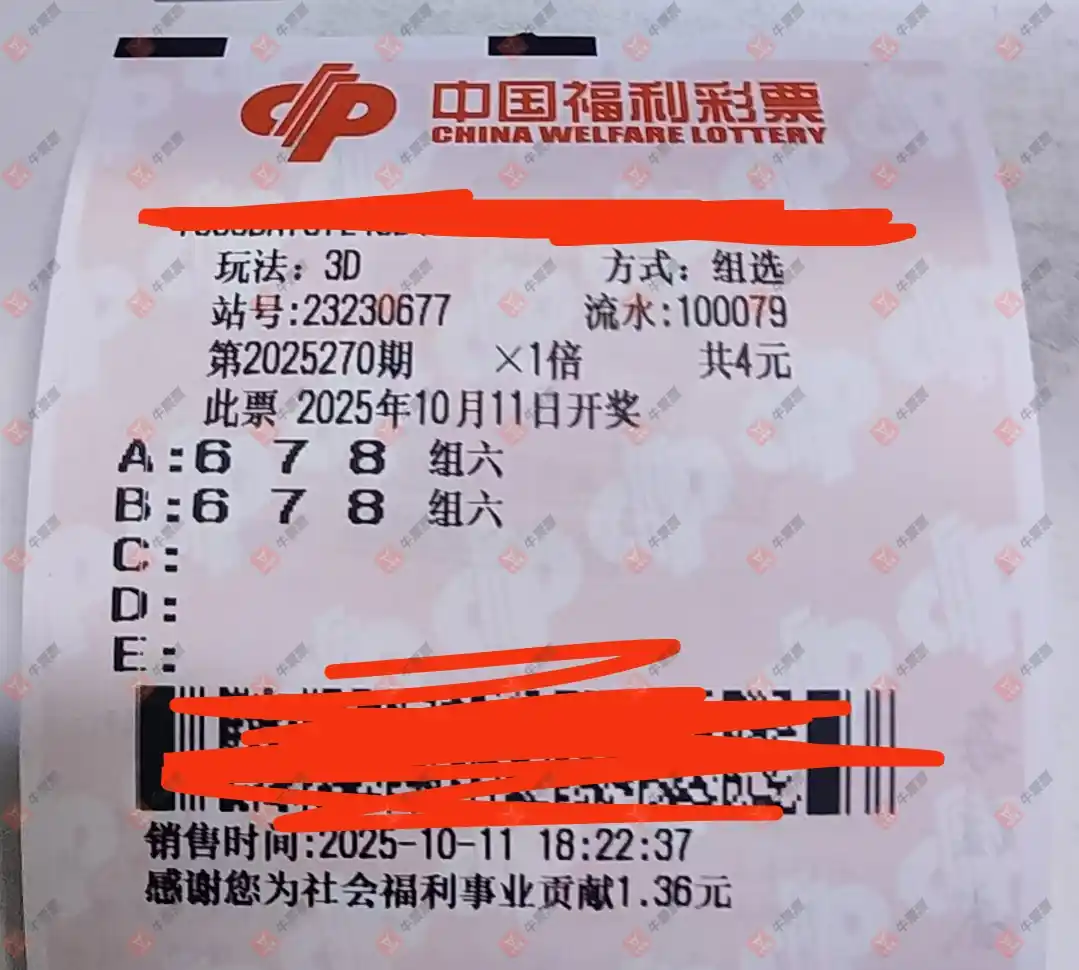 中国福利彩票
CHINA WELFARE LOTTERY
玩法：3D 方式：组选
站号:23230677 流水:100079
第2025270期 ×1倍 共4元
此票 2025年10月11日开奖
A:6 7 8 组六
B:6 7 8 组六
C:
D:
E:
销售时间:2025-10-11 18:22:37
感谢您为社会福利事业贡献1.36元